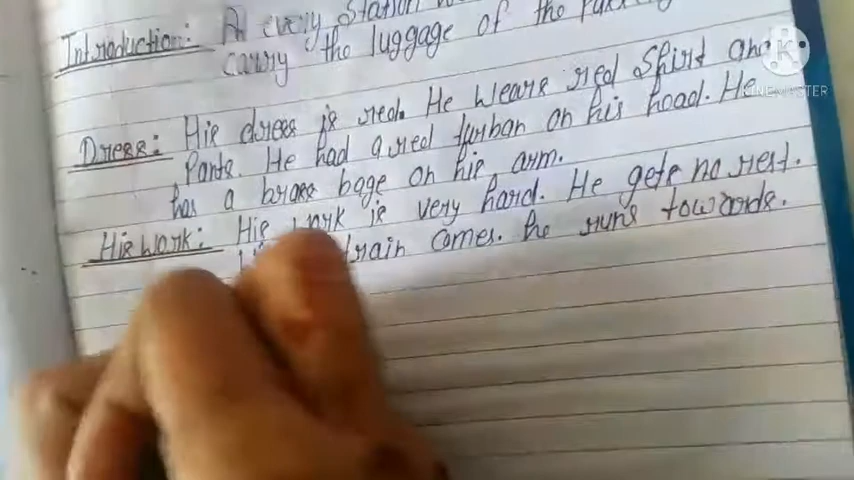 Introduction: At every station
carry the luggage of the
Dress: His dress is red. He wears red Shirt and
Pants. He had a red turban on his head. He
has a brass bage on his arm.
His work: His work is very hard. He gets no rest.
train comes. he runs towards.
KINEMASTER